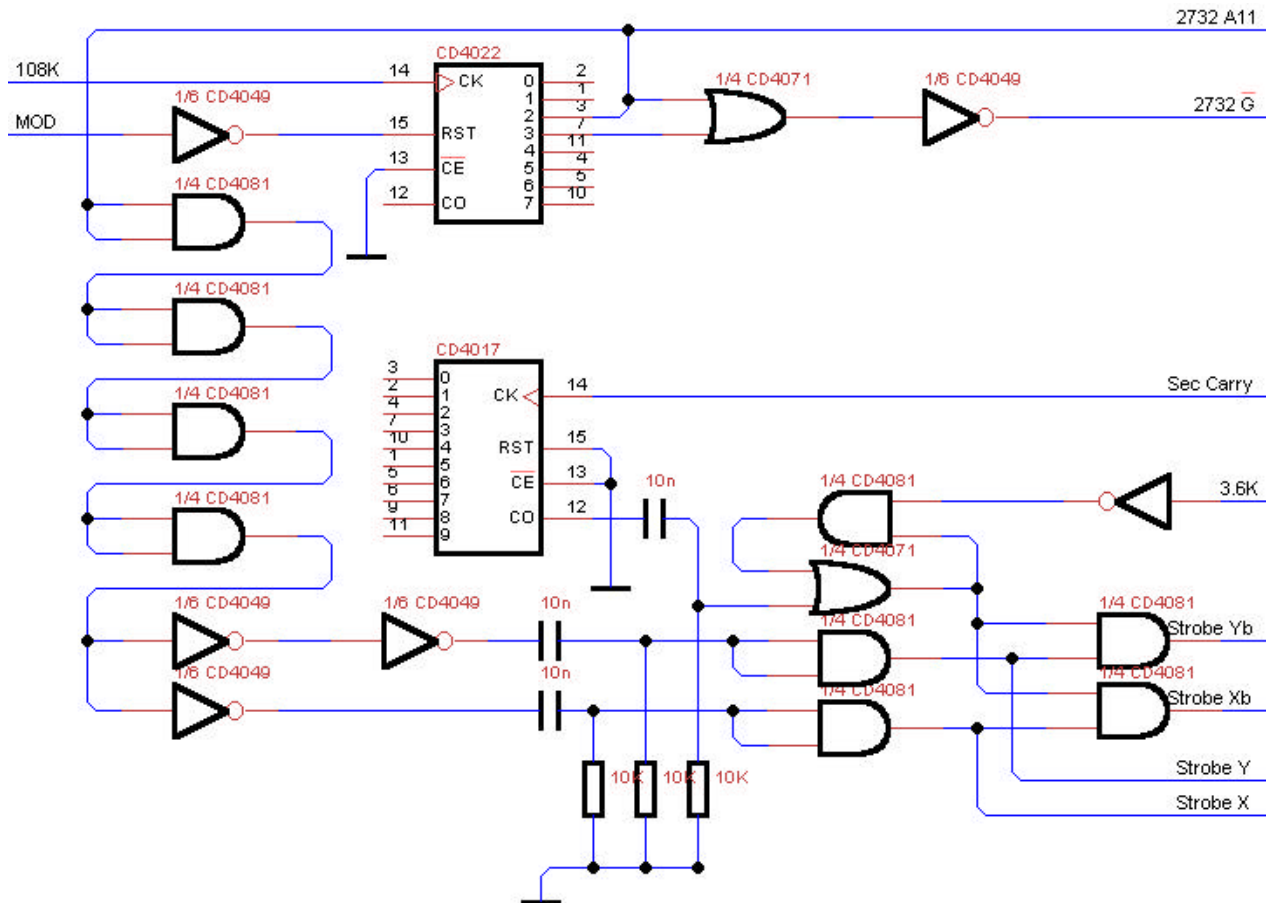 2732 A11
CD4022
108K
14
CK
0
2
1/4 CD4071
1/6 CD4049
1/6 CD4049
1
1
2
3
2732 G
MOD
15
RST
3
7
4
11
13
CE
5
4
1/4 CD4081
6
5
12
CO
7
10
1/4 CD4081
CD4017
3
0
2
1
CK
14
Sec Carry
1/4 CD4081
4
2
7
3
10
4
RST
15
1
5
5
6
CE
13
10n
1/4 CD4081
3.6K
1/4 CD4081
6
7
9
8
CO
12
11
9
1/4 CD4071
1/6 CD4049
1/6 CD4049
10n
1/4 CD4081
1/4 CD4081
Strobe Yb
1/6 CD4049
10n
1/4 CD4081
1/4 CD4081
Strobe Xb
10K
10K
10K
Strobe Y
Strobe X